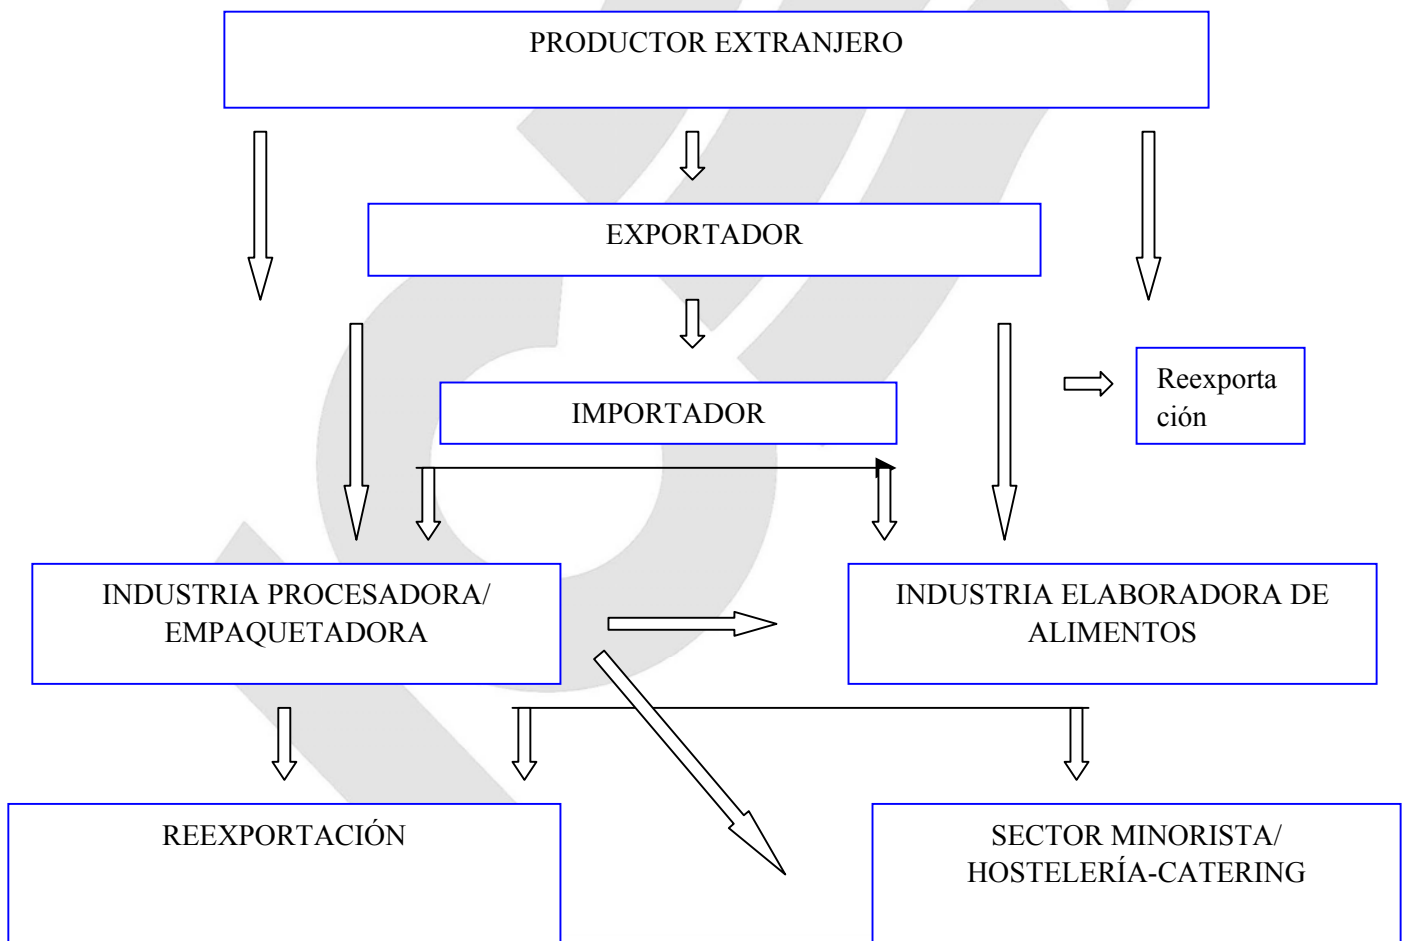 PRODUCTOR EXTRANJERO
EXPORTADOR
IMPORTADOR
Reexporta
ción
INDUSTRIA PROCESADORA/
EMPAQUETADORA
INDUSTRIA ELABORADORA DE
ALIMENTOS
REEXPORTACIÓN
SECTOR MINORISTA/
HOSTELERÍA-CATERING